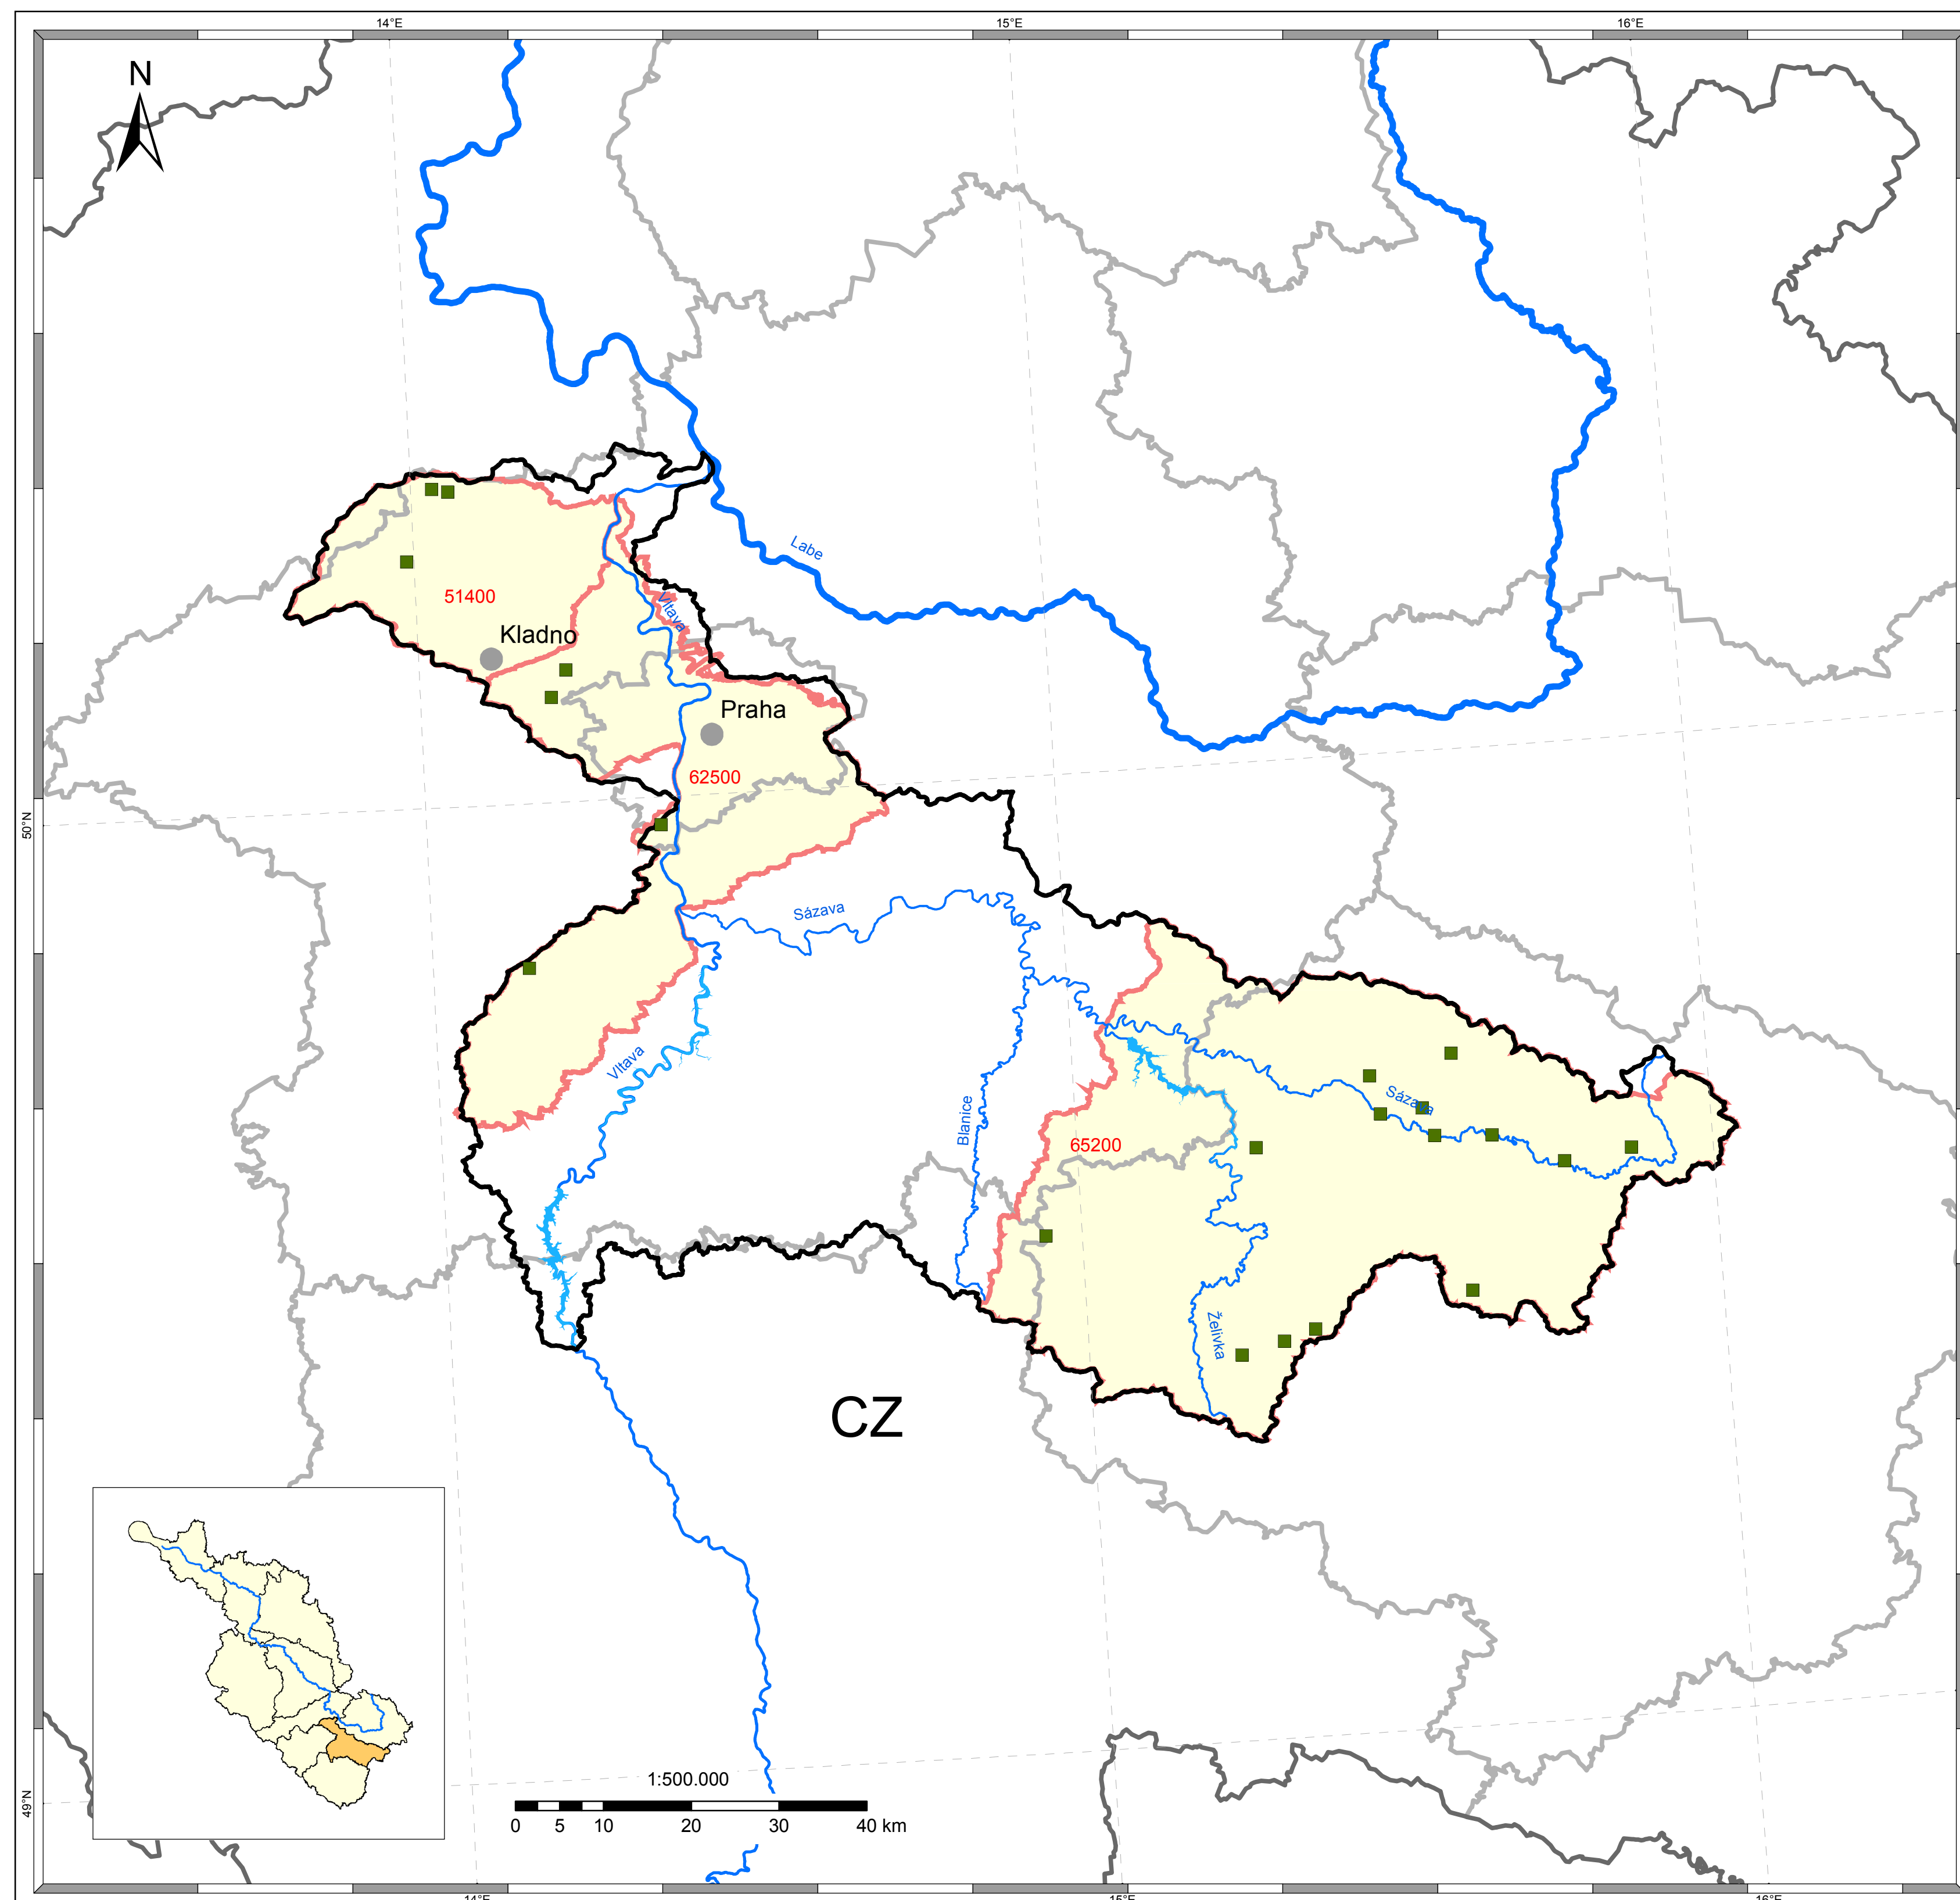 14°E
15°E
16°E
N
Labe
51400
Vltava
Kladno
Praha
62500
50°N
Sázava
Vltava
Sázava
Blanice
65200
Želivka
CZ
1:500.000
49°N
0 5 10 20 30 40 km
14°E
15°E
16°E